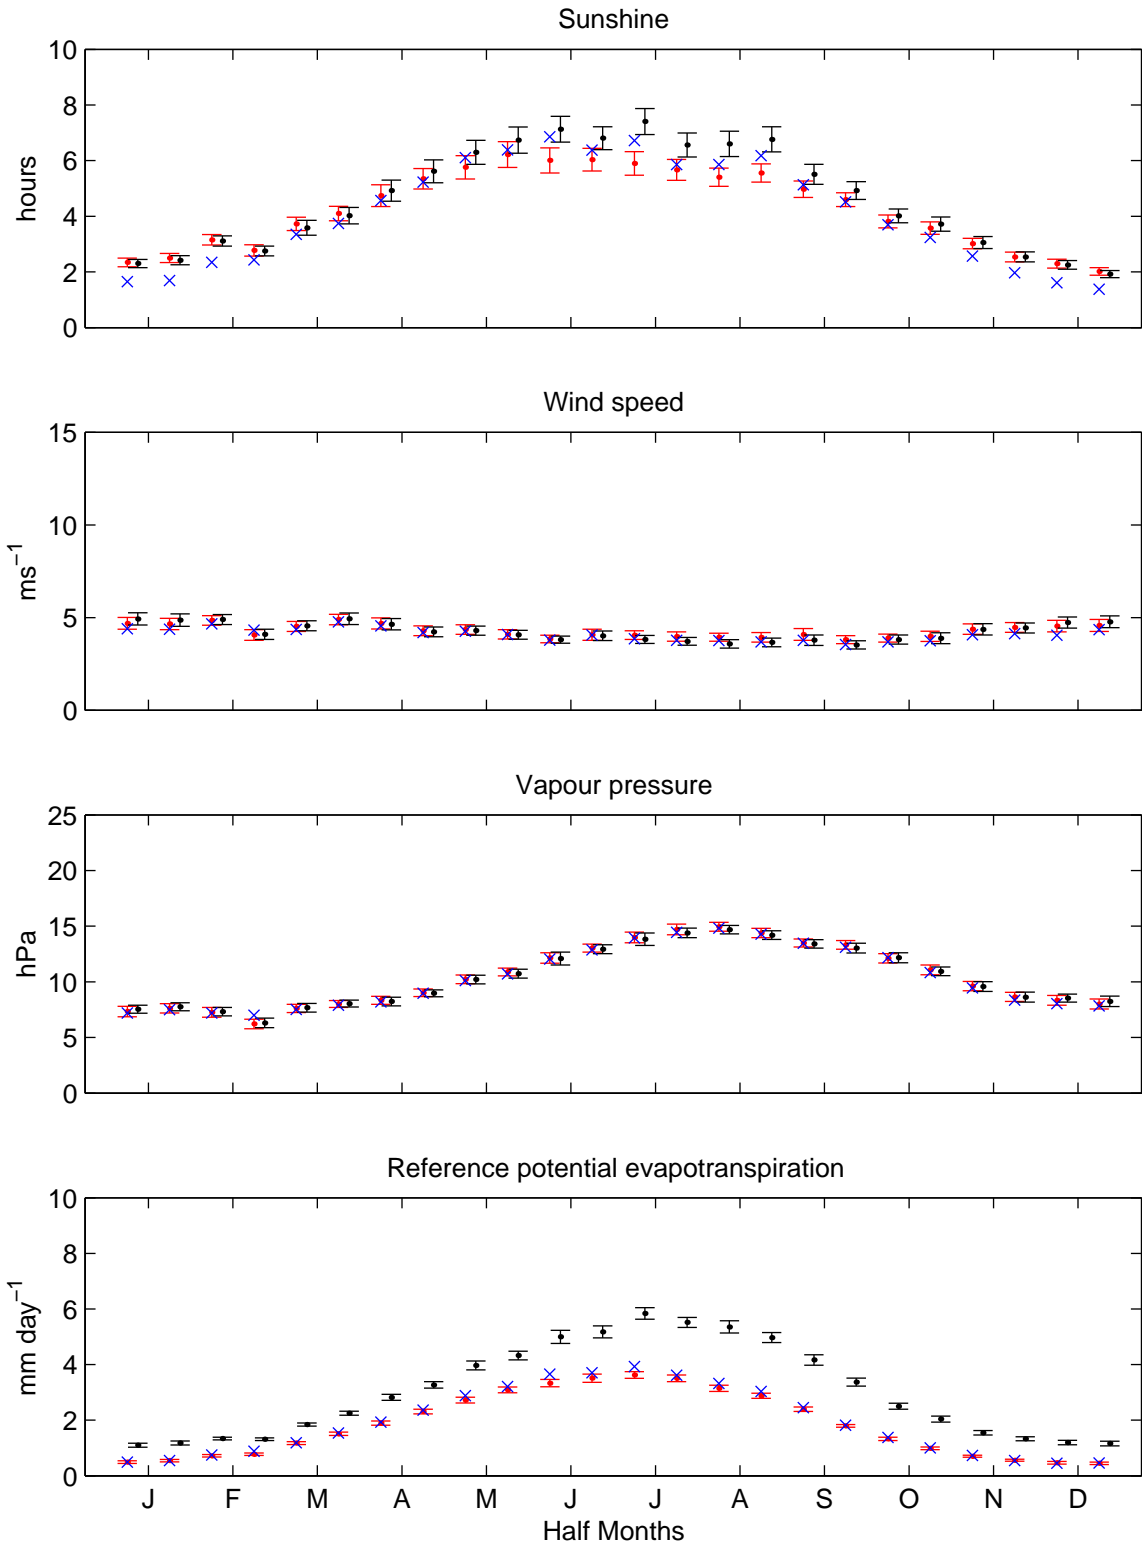 Sunshine
10
8
6
4
2
0
hours
Wind speed
15
10
5
0
ms⁻¹
Vapour pressure
25
20
15
10
5
0
hPa
Reference potential evapotranspiration
10
8
6
4
2
0
mm day⁻¹
J F M A M J J A S O N D
Half Months